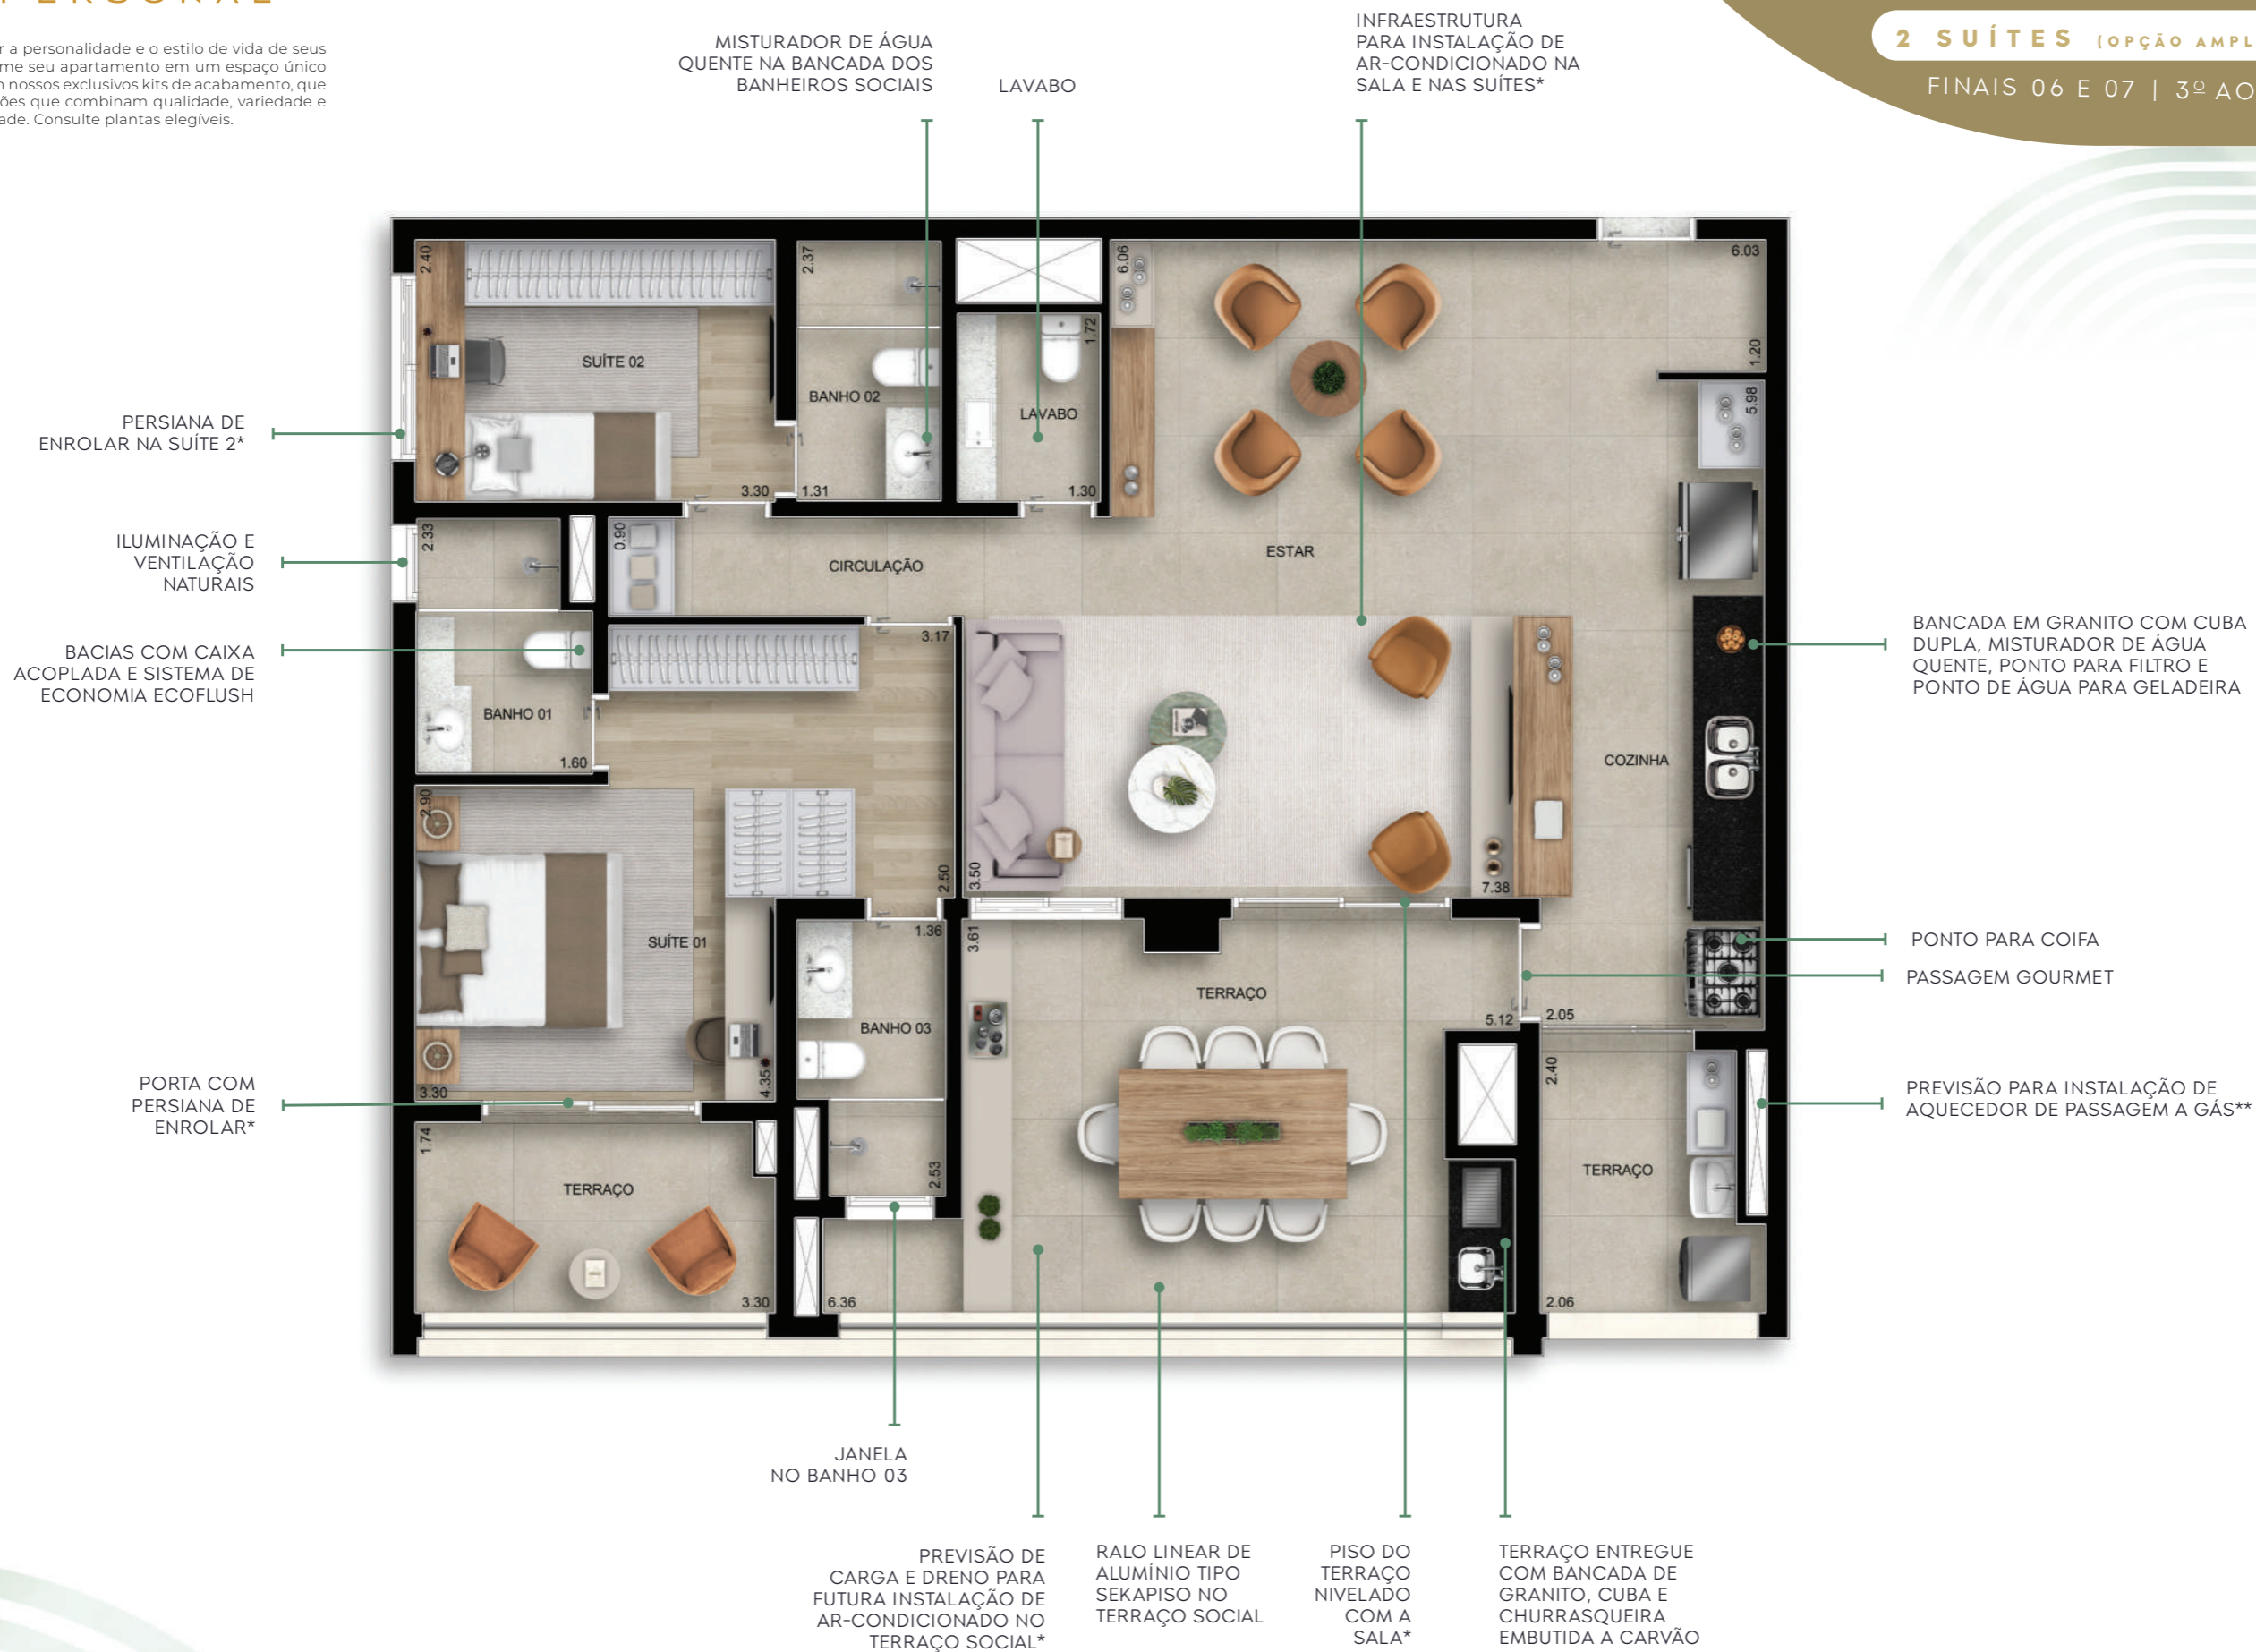 r a personalidade e o estilo de vida de seus
me seu apartamento em um espaço único
nossos exclusivos kits de acabamento, que
ões que combinam qualidade, variedade e
ade. Consulte plantas elegíveis.
MISTURADOR DE ÁGUA
QUENTE NA BANCADA DOS
BANHEIROS SOCIAIS
LAVABO
INFRAESTRUTURA
PARA INSTALAÇÃO DE
AR-CONDICIONADO NA
SALA E NAS SUÍTES*
2 SUÍTES (OPÇÃO AMPL
FINAIS 06 E 07 | 3º AO
PERSIANA DE
ENROLAR NA SUÍTE 2*
ILUMINAÇÃO E
VENTILAÇÃO
NATURAIS
BACIAS COM CAIXA
ACOPLADA E SISTEMA DE
ECONOMIA ECOFLUSH
PORTA COM
PERSIANA DE
ENROLAR*
2.40
SUÍTE 02
3.30
2.37
BANHO 02
1.31
1.72
LAVABO
1.30
6.06
6.03
1.20
5.98
ESTAR
2.33
0.90
CIRCULAÇÃO
BANHO 01
1.60
3.17
2.90
2.50
3.50
7.38
COZINHA
SUÍTE 01
3.30
4.35
1.36
BANHO 03
2.53
3.61
TERRAÇO
5.12
2.05
2.40
TERRAÇO
2.06
1.74
TERRAÇO
3.30
6.36
BANCADA EM GRANITO COM CUBA
DUPLA, MISTURADOR DE ÁGUA
QUENTE, PONTO PARA FILTRO E
PONTO DE ÁGUA PARA GELADEIRA
PONTO PARA COIFA
PASSAGEM GOURMET
PREVISÃO PARA INSTALAÇÃO DE
AQUECEDOR DE PASSAGEM A GÁS**
JANELA
NO BANHO 03
PREVISÃO DE
CARGA E DRENO PARA
FUTURA INSTALAÇÃO DE
AR-CONDICIONADO NO
TERRAÇO SOCIAL*
RALO LINEAR DE
ALUMÍNIO TIPO
SEKAPISO NO
TERRAÇO SOCIAL
PISO DO
TERRAÇO
NIVELADO
COM A
SALA*
TERRAÇO ENTREGUE
COM BANCADA DE
GRANITO, CUBA E
CHURRASQUEIRA
EMBUTIDA A CARVÃO